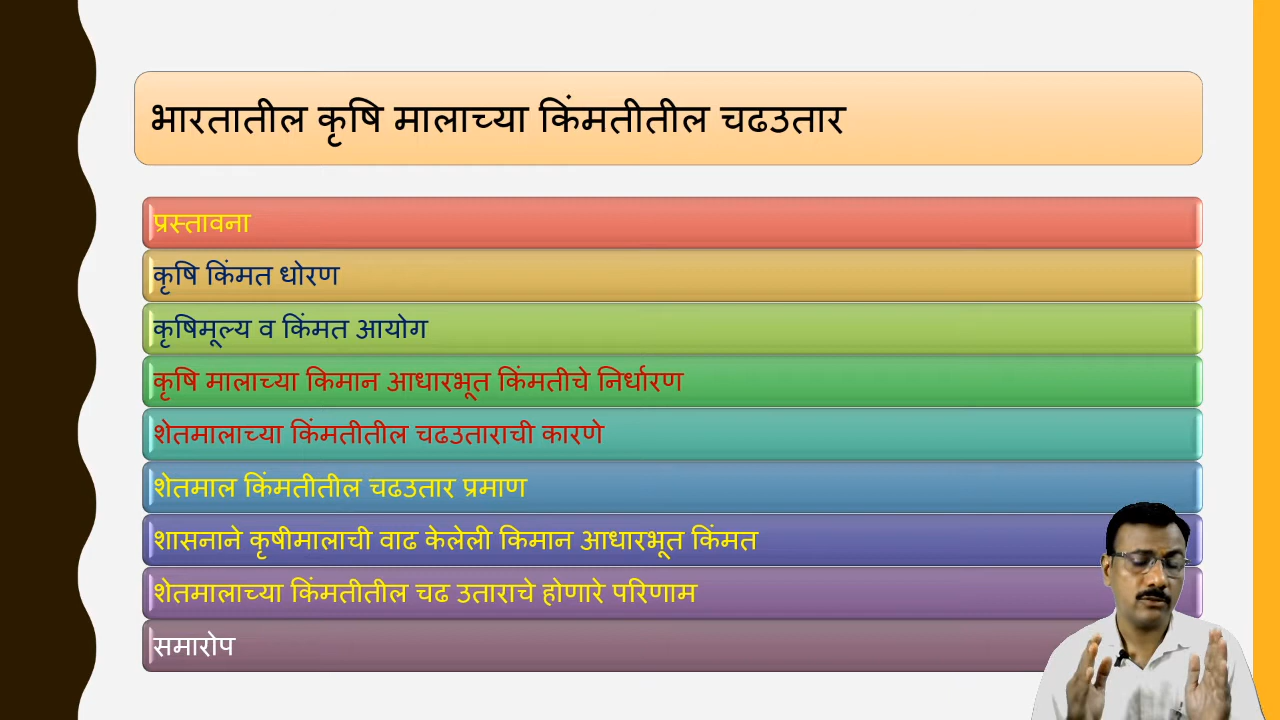 भारतातील कृषि मालाच्या किंमतीतील चढउतार
प्रस्तावना
कृषि किंमत धोरण
कृषिमूल्य व किंमत आयोग
कृषि मालाच्या किमान आधारभूत किंमतीचे निर्धारण
शेतमालाच्या किंमतीतील चढउताराची कारणे
शेतमाल किंमतीतील चढउतार प्रमाण
शासनाने कृषीमालाची वाढ केलेली किमान आधारभूत किंमत
शेतमालाच्या किंमतीतील चढ उताराचे होणारे परिणाम
समारोप